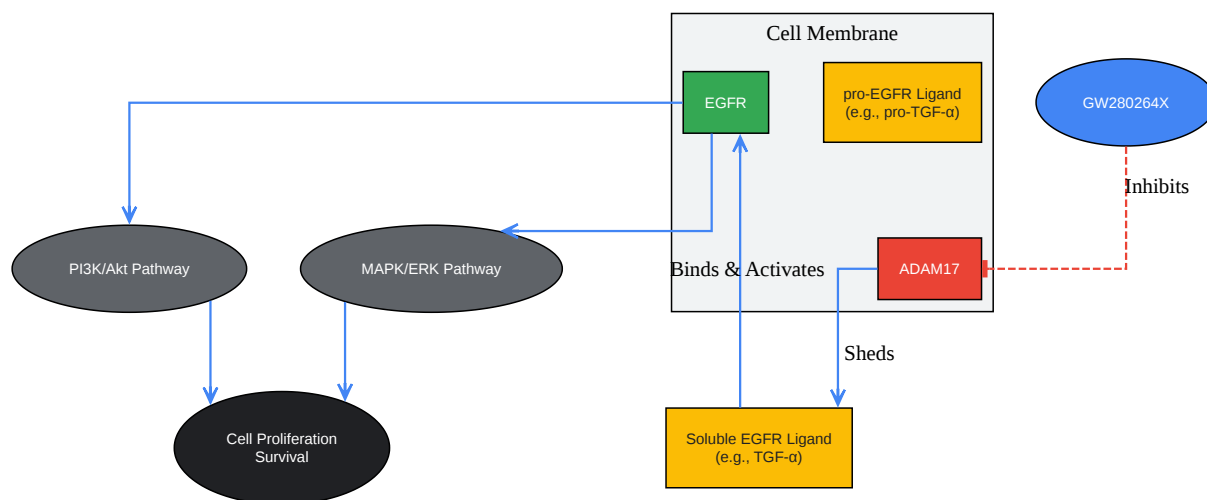 Cell Membrane
EGFR
pro-EGFR Ligand
(e.g., pro-TGF-α)
GW280264X
Inhibits
PI3K/Akt Pathway
MAPK/ERK Pathway
Binds & Activates
ADAM17
Sheds
Cell Proliferation
Survival
Soluble EGFR Ligand
(e.g., TGF-α)